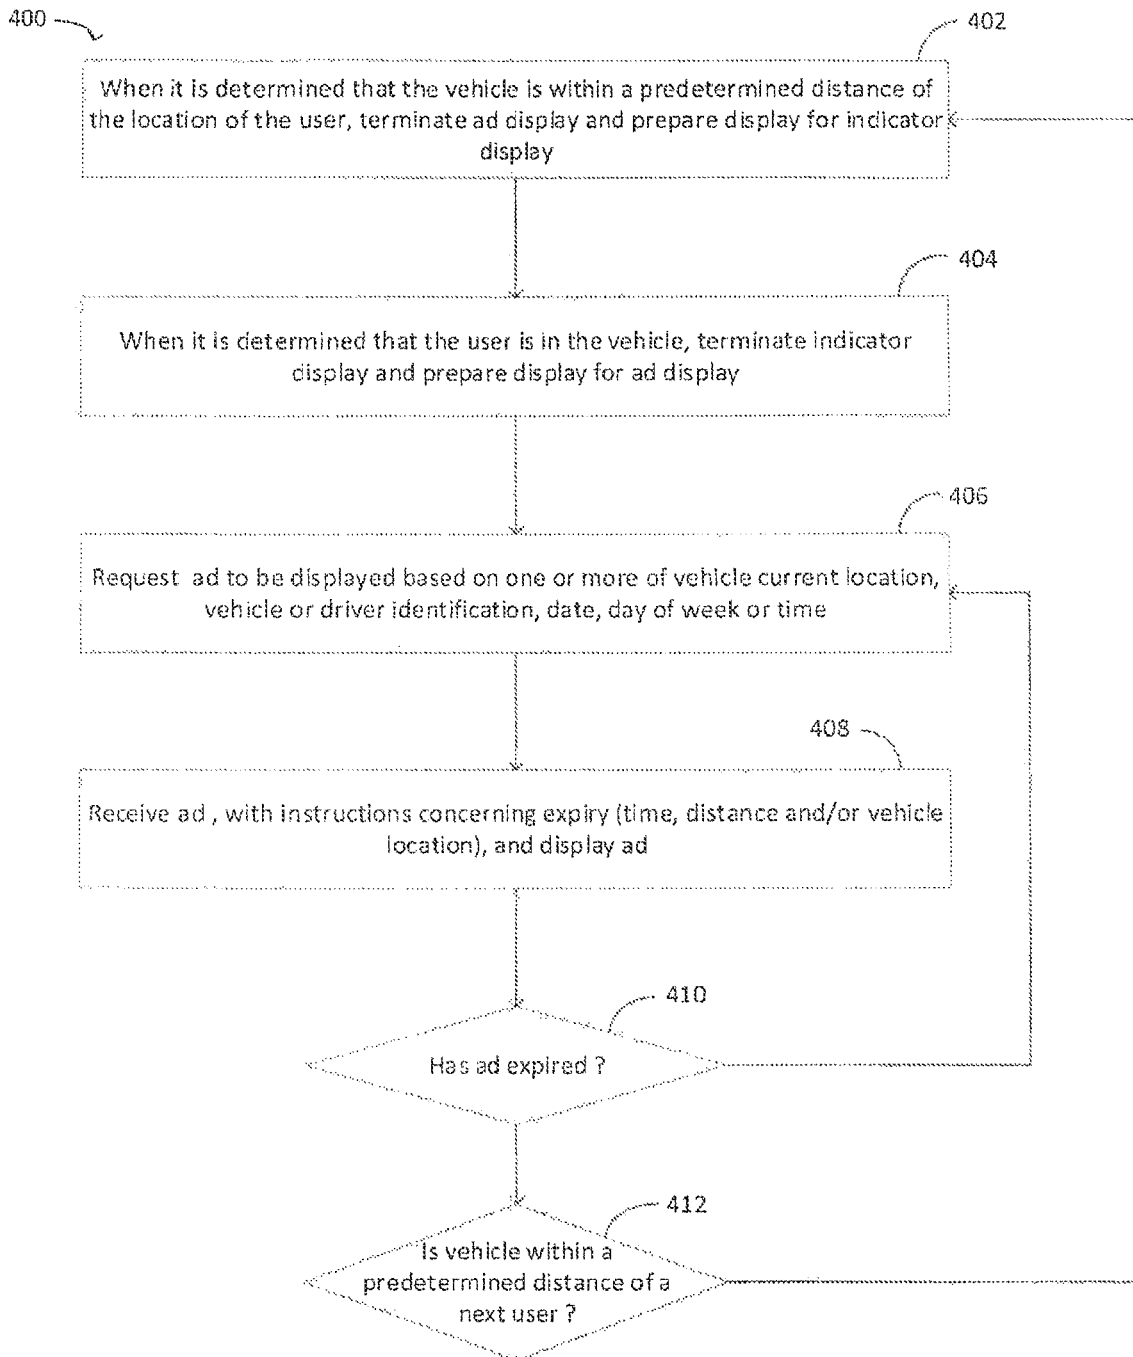 400
402
When it is determined that the vehicle is within a predetermined distance of
the location of the user, terminate ad display and prepare display for indicator
display
404
When it is determined that the user is in the vehicle, terminate indicator
display and prepare display for ad display
406
Request ad to be displayed based on one or more of vehicle current location,
vehicle or driver identification, date, day of week or time
408
Receive ad , with instructions concerning expiry (time, distance and/or vehicle
location), and display ad
410
Has ad expired ?
412
Is vehicle within a
predetermined distance of a
next user ?